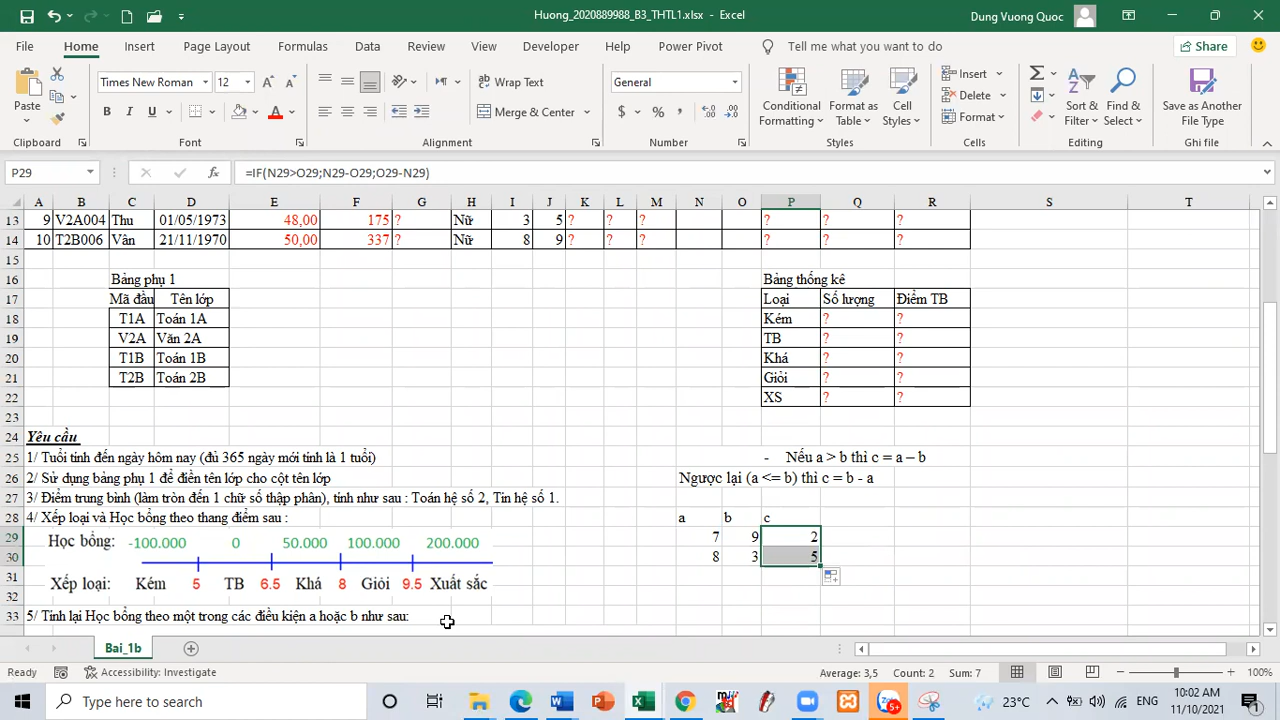 Huong_2020889988_B3_THTL1.xlsx - Excel
Dung Vuong Quoc
File Home Insert Page Layout Formulas Data Review View Developer Help Power Pivot Tell me what you want to do Share
Times New Roman 12 Wrap Text General Insert
Paste B I U Merge & Center $ % Conditional Formatting Format as Table Cell Styles Delete Format Sort & Filter Find & Select Save as Another File Type
Clipboard Font Alignment Number Styles Cells Editing Ghi file
P29 fx =IF(N29>O29;N29-O29;O29-N29)
A B C D E F G H I J K L M N O P Q R S T
13 9 V2A004 Thu 01/05/1973 48,00 175 ? Nữ 3 5 ? ? ? ? ? ?
14 10 T2B006 Vân 21/11/1970 50,00 337 ? Nữ 8 9 ? ? ? ? ? ?
15
16 Bảng phụ 1 Bảng thống kê
17 Mã đầu Tên lớp Loại Số lượng Điểm TB
18 T1A Toán 1A Kém ? ?
19 V2A Văn 2A TB ? ?
20 T1B Toán 1B Khá ? ?
21 T2B Toán 2B Giỏi ? ?
22 XS ? ?
23
24 Yêu cầu
25 1/ Tuổi tính đến ngày hôm nay (đủ 365 ngày mới tính là 1 tuổi) - Nếu a > b thì c = a – b
26 2/ Sử dụng bảng phụ 1 để điền tên lớp cho cột tên lớp Ngược lại (a <= b) thì c = b - a
27 3/ Điểm trung bình (làm tròn đến 1 chữ số thập phân), tính như sau : Toán hệ số 2, Tin hệ số 1.
28 4/ Xếp loại và Học bổng theo thang điểm sau : a b c
29 Học bổng: -100.000 0 50.000 100.000 200.000 7 9 2
30 8 3 5
31 Xếp loại: Kém 5 TB 6.5 Khá 8 Giỏi 9.5 Xuất sắc
32
33 5/ Tính lại Học bổng theo một trong các điều kiện a hoặc b như sau:
Bai_1b
Ready Accessibility: Investigate Average: 3,5 Count: 2 Sum: 7 100%
Type here to search 23°C ENG 10:02 AM
11/10/2021